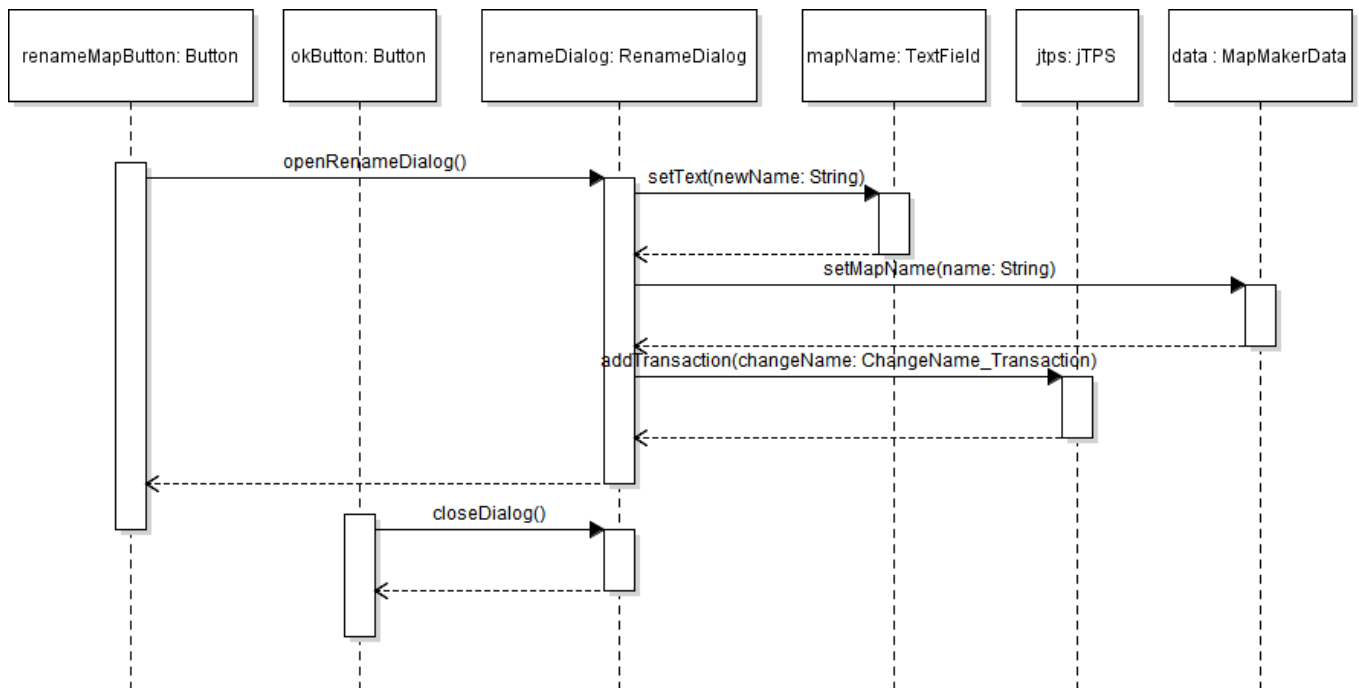 renameMapButton: Button
okButton: Button
renameDialog: RenameDialog
mapName: TextField
jtps: jTPS
data : MapMakerData
openRenameDialog()
setText(newName: String)
setMapName(name: String)
addTransaction(changeName: ChangeName_Transaction)
closeDialog()